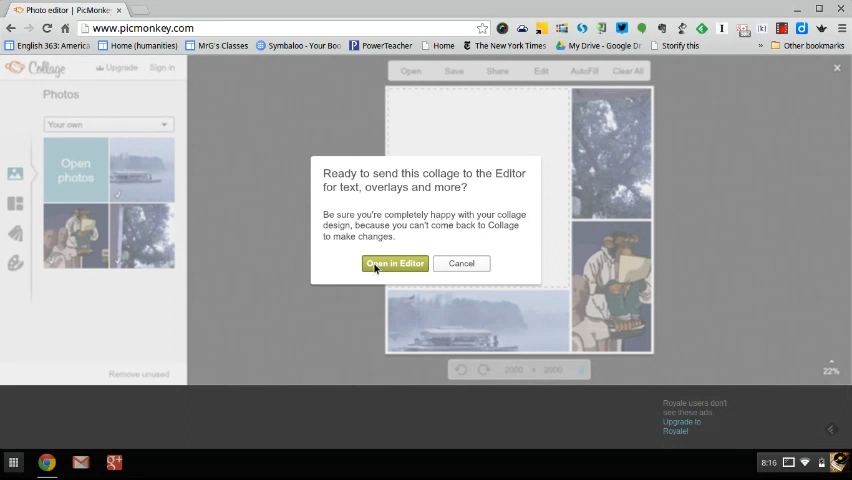 Photo editor | PicMonkey
www.picmonkey.com
English 363: America
Home (humanities)
MrG's Classes
Symbaloo - Your Boo
PowerTeacher
Home
The New York Times
My Drive - Google Dr
Storify this
»
Other bookmarks
Collage
Upgrade
Sign in
Open
Save
Share
Edit
AutoFill
Clear All
Photos
Your own
Open
photos
Ready to send this collage to the Editor
for text, overlays and more?
Be sure you're completely happy with your collage
design, because you can't come back to Collage
to make changes.
Open in Editor
Cancel
Remove unused
2000 × 2000
22%
Royale users don't
see these ads.
Upgrade to
Royale!
8:16